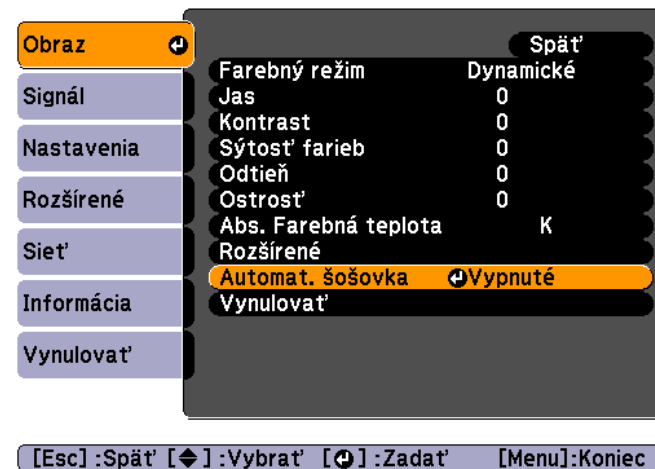 Obraz
Signál
Nastavenia
Rozšírené
Sieť
Informácia
Vynulovať
Späť
Farebný režim Dynamické
Jas 0
Kontrast 0
Sýtosť farieb 0
Odtieň 0
Ostrosť 0
Abs. Farebná teplota K
Rozšírené
Automat. šošovka Vypnuté
Vynulovať
[Esc] :Späť [ ] :Vybrať [ ] :Zadať [Menu]:Koniec